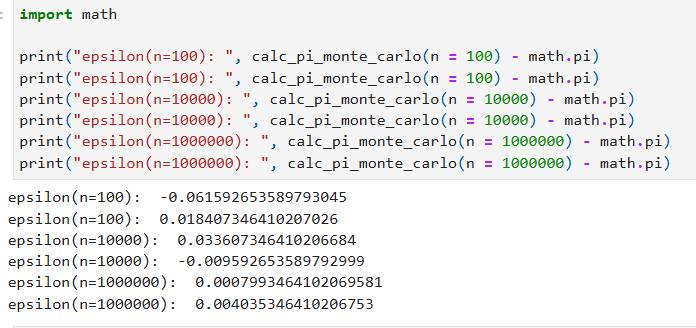 import math
print("epsilon(n=100): ", calc_pi_monte_carlo(n = 100) - math.pi)
print("epsilon(n=100): ", calc_pi_monte_carlo(n = 100) - math.pi)
print("epsilon(n=10000): ", calc_pi_monte_carlo(n = 10000) - math.pi)
print("epsilon(n=10000): ", calc_pi_monte_carlo(n = 10000) - math.pi)
print("epsilon(n=1000000): ", calc_pi_monte_carlo(n = 1000000) - math.pi)
print("epsilon(n=1000000): ", calc_pi_monte_carlo(n = 1000000) - math.pi)
epsilon(n=100):  -0.061592653589793045
epsilon(n=100):  0.018407346410207026
epsilon(n=10000):  0.033607346410206684
epsilon(n=10000):  -0.009592653589792999
epsilon(n=1000000):  0.0007993464102069581
epsilon(n=1000000):  0.004035346410206753